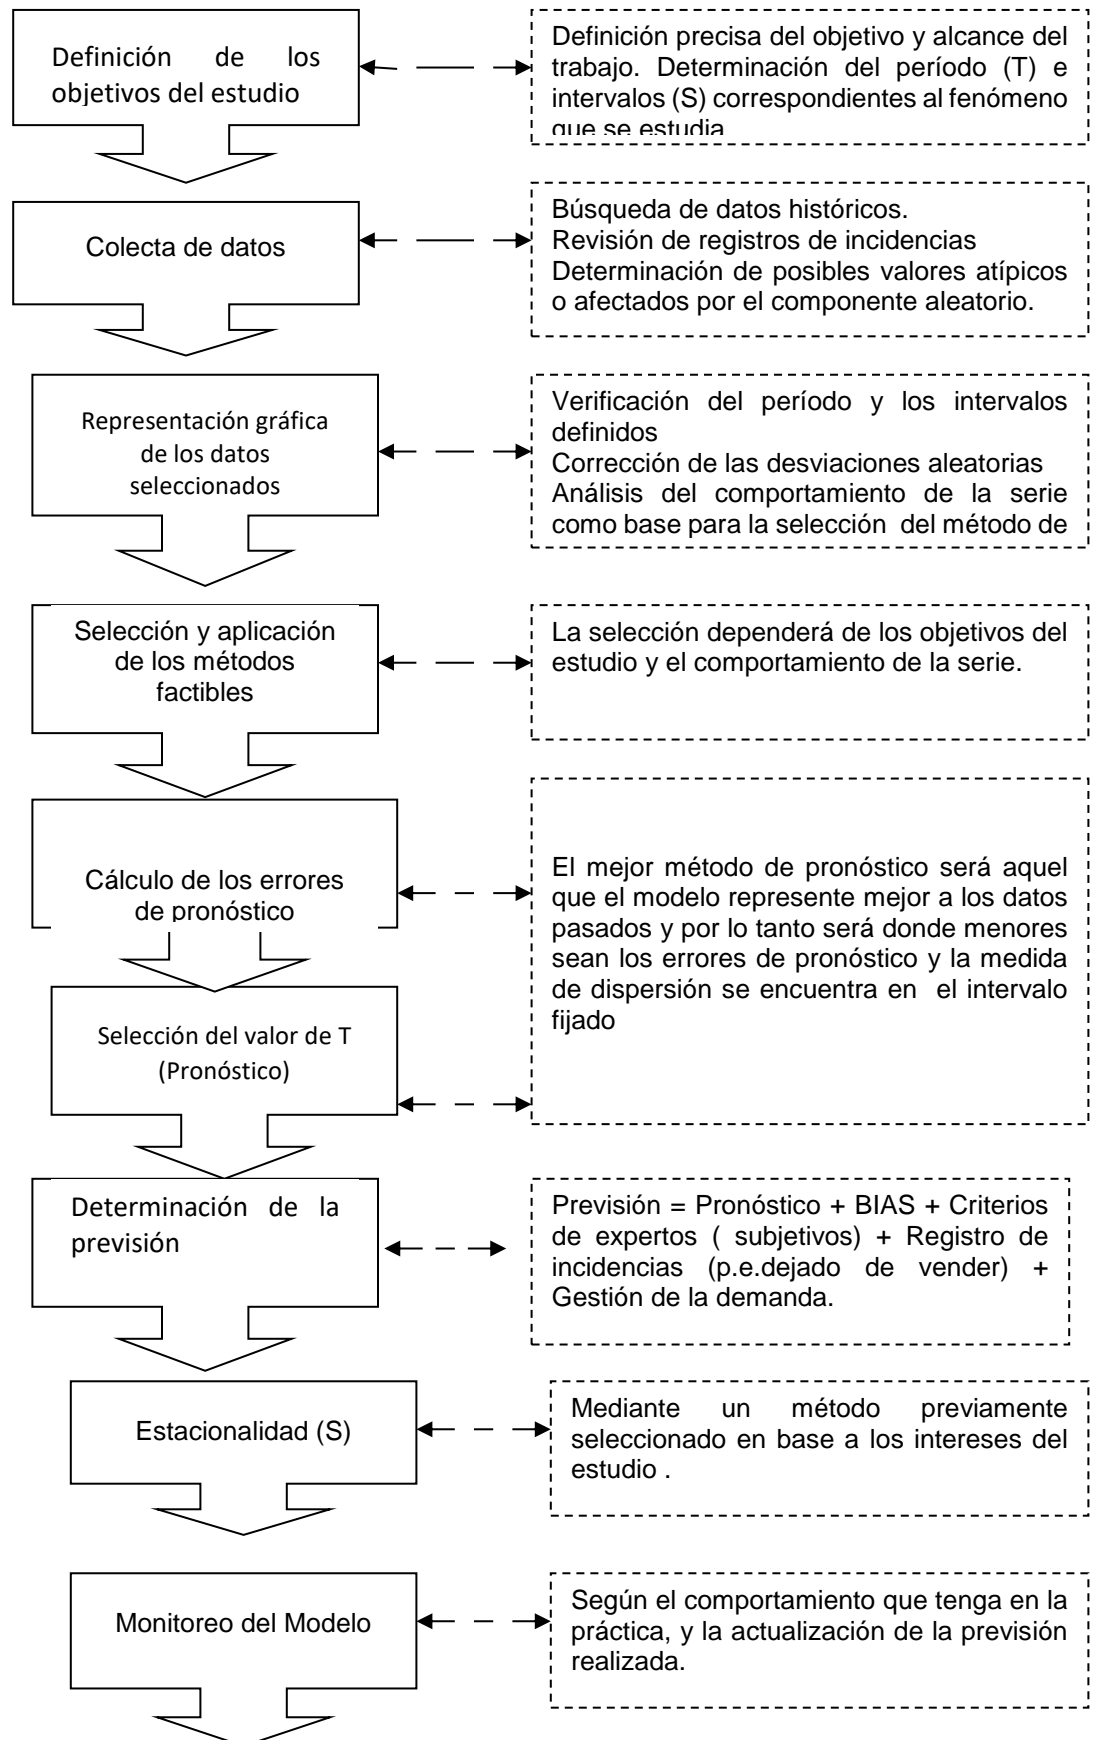 Definición de los
objetivos del estudio
Definición precisa del objetivo y alcance del
trabajo. Determinación del período (T) e
intervalos (S) correspondientes al fenómeno
que se estudia
Colecta de datos
Búsqueda de datos históricos.
Revisión de registros de incidencias
Determinación de posibles valores atípicos
o afectados por el componente aleatorio.
Representación gráfica
de los datos
seleccionados
Verificación del período y los intervalos
definidos
Corrección de las desviaciones aleatorias
Análisis del comportamiento de la serie
como base para la selección del método de
Selección y aplicación
de los métodos
factibles
La selección dependerá de los objetivos del
estudio y el comportamiento de la serie.
Cálculo de los errores
de pronóstico
El mejor método de pronóstico será aquel
que el modelo represente mejor a los datos
pasados y por lo tanto será donde menores
sean los errores de pronóstico y la medida
de dispersión se encuentra en el intervalo
fijado
Selección del valor de T
(Pronóstico)
Determinación de la
previsión
Previsión = Pronóstico + BIAS + Criterios
de expertos ( subjetivos) + Registro de
incidencias (p.e.dejado de vender) +
Gestión de la demanda.
Estacionalidad (S)
Mediante un método previamente
seleccionado en base a los intereses del
estudio .
Monitoreo del Modelo
Según el comportamiento que tenga en la
práctica, y la actualización de la previsión
realizada.